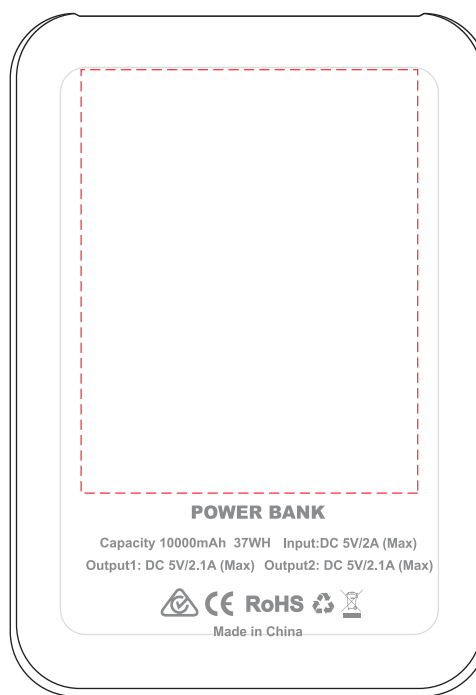 POWER BANK
Capacity 10000mAh  37WH   Input:DC 5V/2A (Max)
Output1: DC 5V/2.1A (Max)  Output2: DC 5V/2.1A (Max)
CE RoHS
Made in China